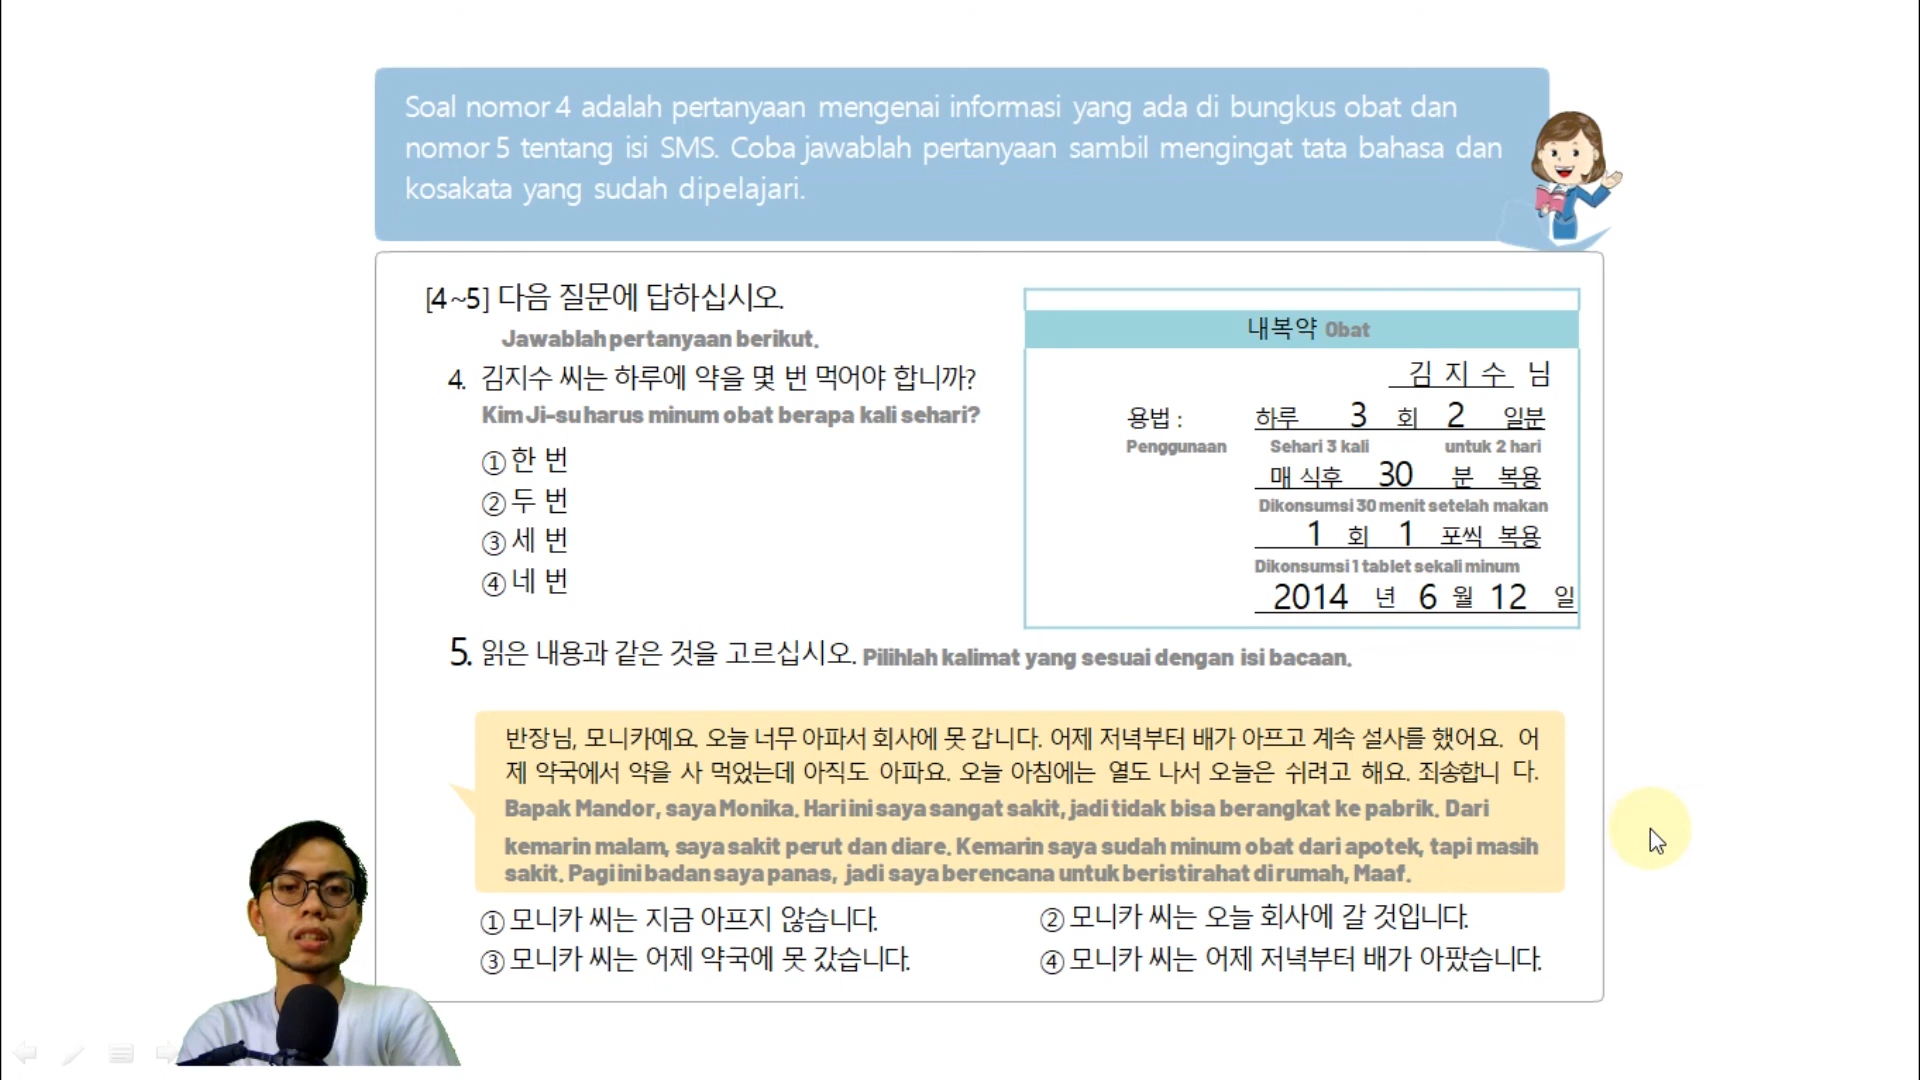 Soal nomor 4 adalah pertanyaan mengenai informasi yang ada di bungkus obat dan
nomor 5 tentang isi SMS. Coba jawablah pertanyaan sambil mengingat tata bahasa dan
kosakata yang sudah dipelajari.
[4~5] 다음 질문에 답하십시오.
Jawablah pertanyaan berikut.
4. 김지수 씨는 하루에 약을 몇 번 먹어야 합니까?
Kim Ji-su harus minum obat berapa kali sehari?
① 한 번
② 두 번
③ 세 번
④ 네 번
내복약 Obat
김 지 수 님
용법 : 하루 3 회 2 일분
Penggunaan Sehari 3 kali untuk 2 hari
매 식후 30 분 복용
Dikonsumsi 30 menit setelah makan
1 회 1 포씩 복용
Dikonsumsi 1 tablet sekali minum
2014 년 6 월 12 일
5. 읽은 내용과 같은 것을 고르십시오. Pilihlah kalimat yang sesuai dengan isi bacaan.
반장님, 모니카예요. 오늘 너무 아파서 회사에 못 갑니다. 어제 저녁부터 배가 아프고 계속 설사를 했어요. 어
제 약국에서 약을 사 먹었는데 아직도 아파요. 오늘 아침에는 열도 나서 오늘은 쉬려고 해요. 죄송합니 다.
Bapak Mandor, saya Monika. Hari ini saya sangat sakit, jadi tidak bisa berangkat ke pabrik. Dari
kemarin malam, saya sakit perut dan diare. Kemarin saya sudah minum obat dari apotek, tapi masih
sakit. Pagi ini badan saya panas, jadi saya berencana untuk beristirahat di rumah, Maaf.
① 모니카 씨는 지금 아프지 않습니다. ② 모니카 씨는 오늘 회사에 갈 것입니다.
③ 모니카 씨는 어제 약국에 못 갔습니다. ④ 모니카 씨는 어제 저녁부터 배가 아팠습니다.